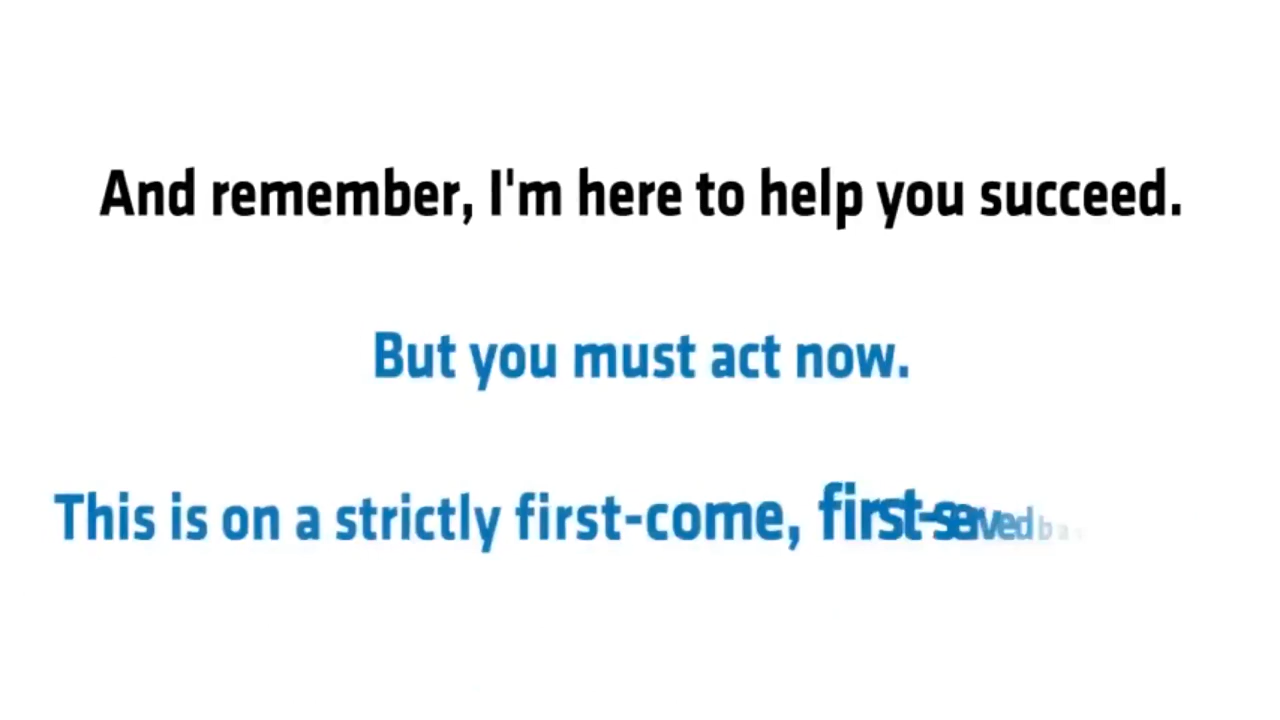 And remember, I'm here to help you succeed.
But you must act now.
This is on a strictly first-come, first-served